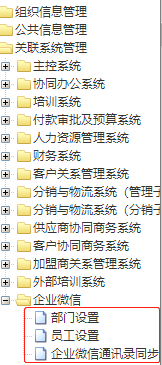 组织信息管理
公共信息管理
关联系统管理
主控系统
协同办公系统
培训系统
付款审批及预算系统
人力资源管理系统
财务系统
客户关系管理系统
分销与物流系统（管理子
分销与物流系统（分销子
供应商协同商务系统
客户协同商务系统
加盟商关系管理系统
外部培训系统
企业微信
部门设置
员工设置
企业微信通讯录同步